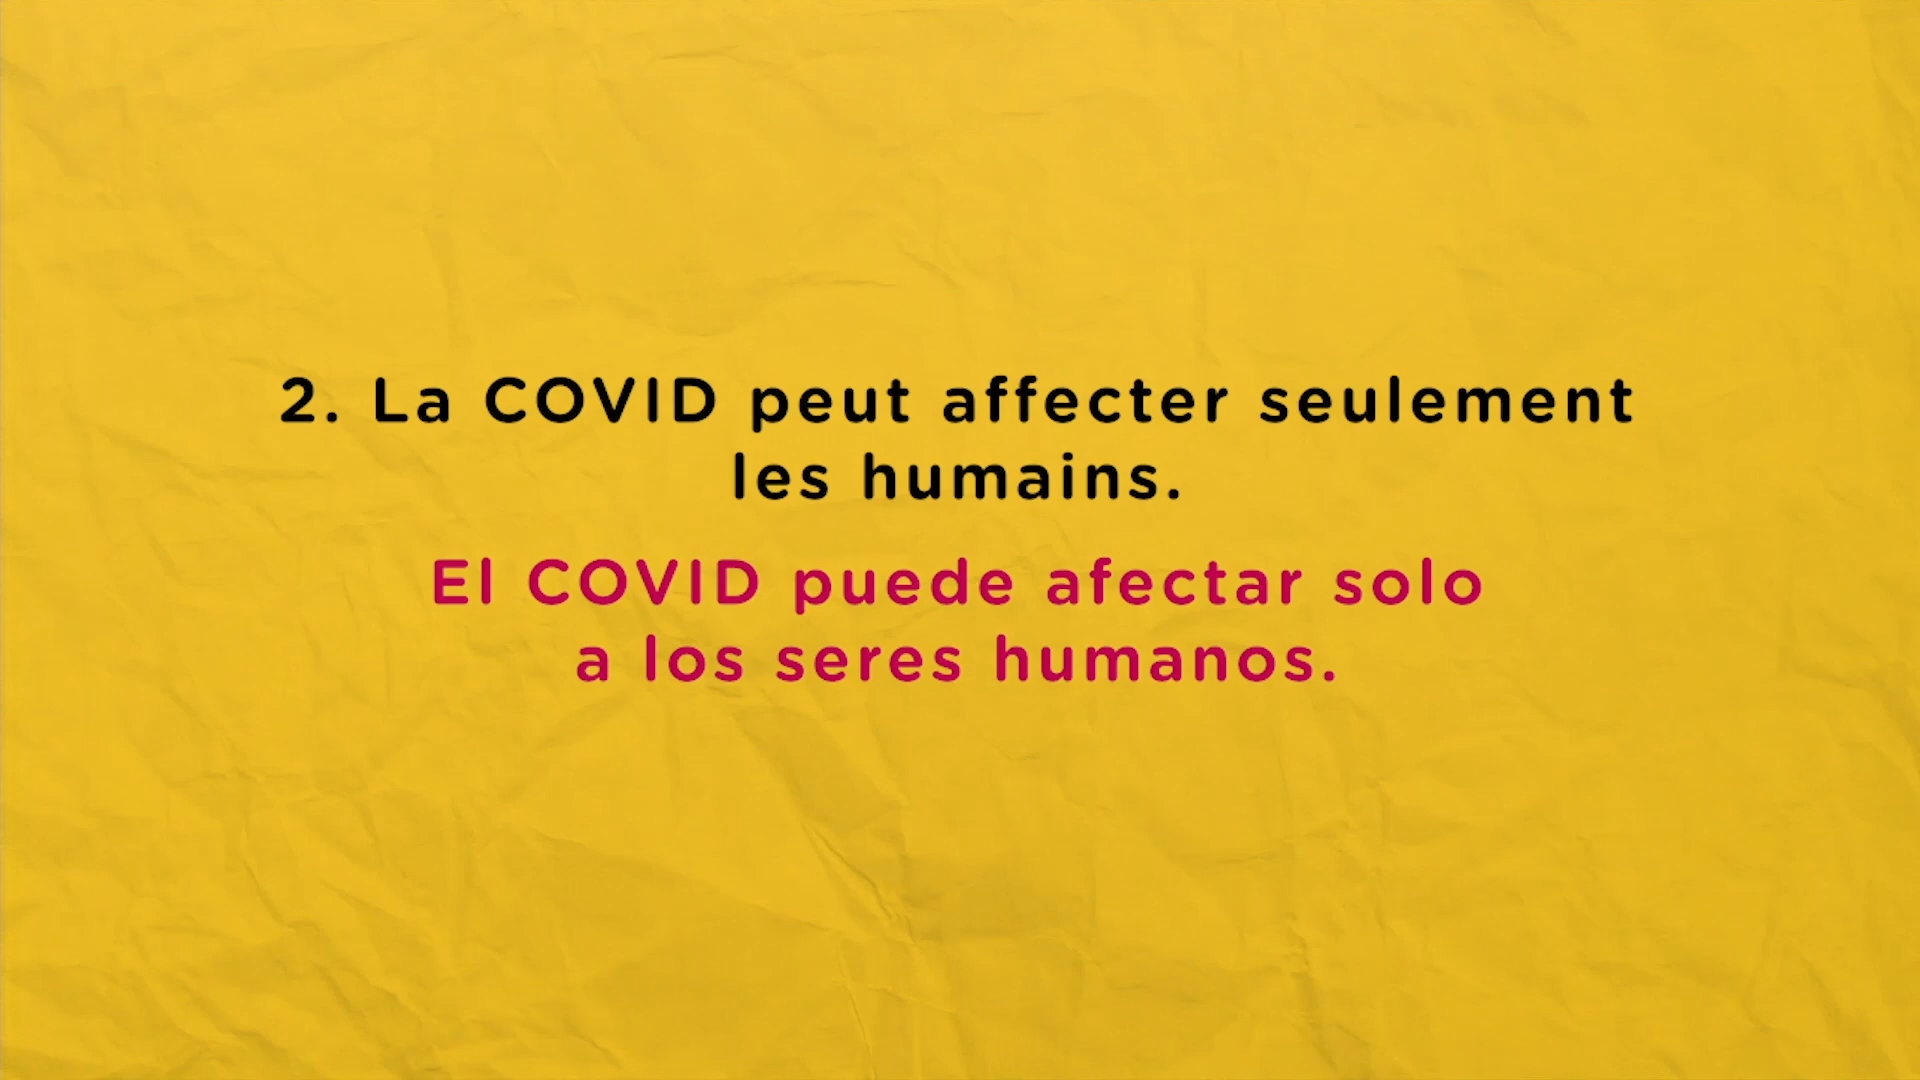 2. La COVID peut affecter seulement
les humains.
El COVID puede afectar solo
a los seres humanos.